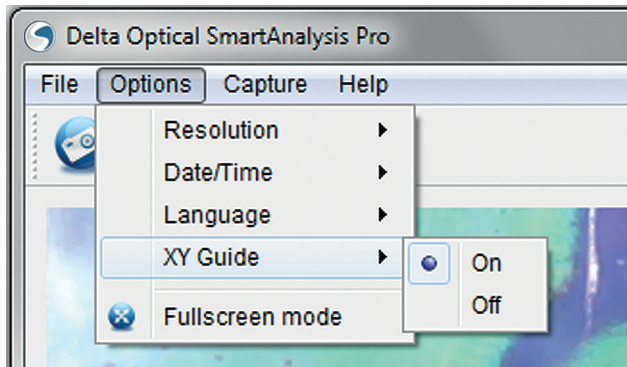 Delta Optical SmartAnalysis Pro
File Options Capture Help
Resolution
Date/Time
Language
XY Guide
On
Off
Fullscreen mode